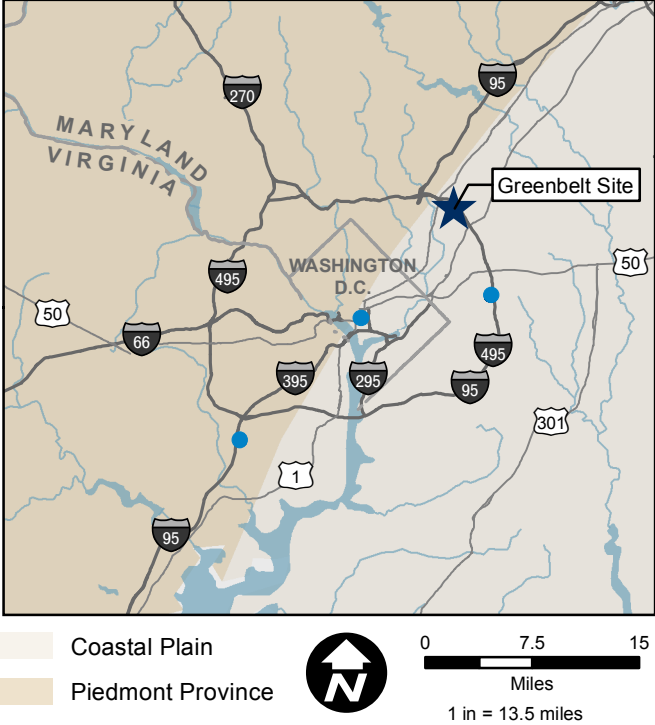 95
270
MARYLAND
VIRGINIA
Greenbelt Site
WASHINGTON
D.C.
50
495
50
66
495
395
295
95
301
1
95
Coastal Plain
Piedmont Province
N
0 7.5 15
Miles
1 in = 13.5 miles